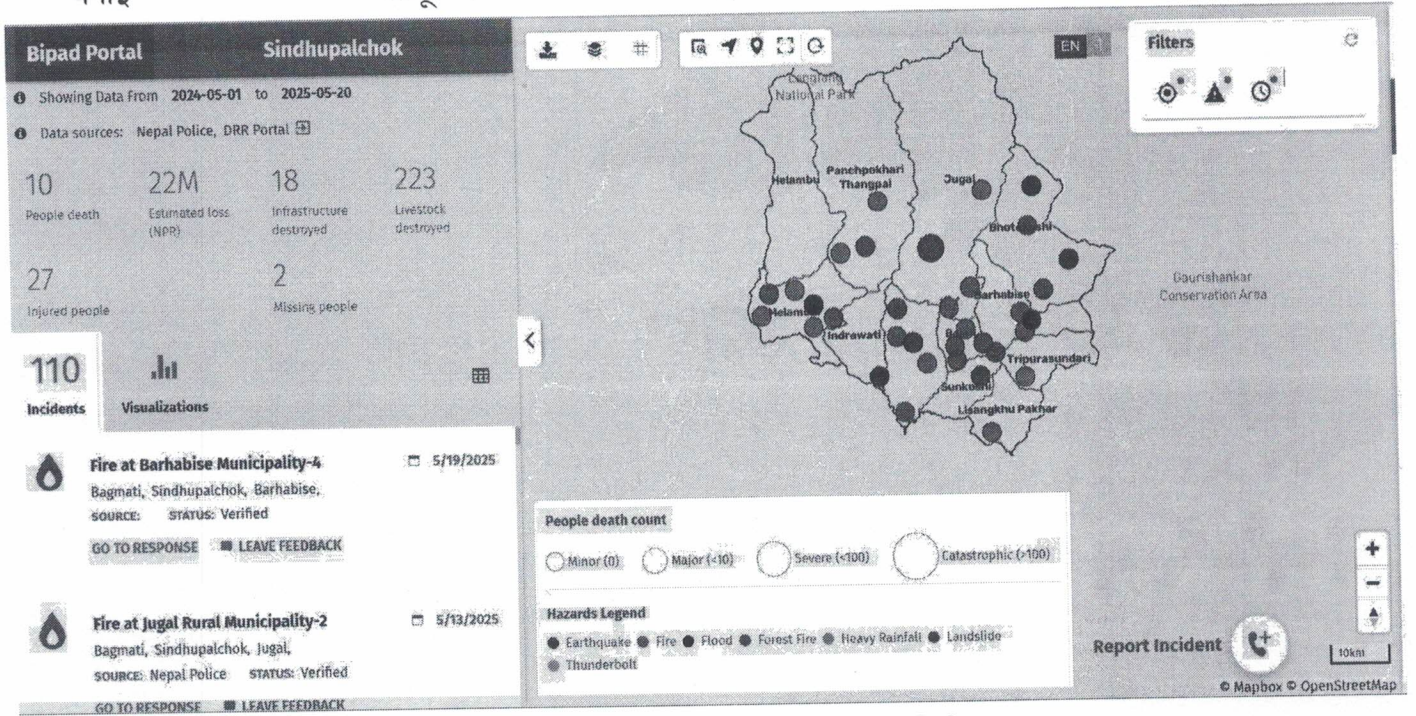 Bipad Portal
Sindhupalchok
Showing Data From 2024-05-01 to 2025-05-20
Data sources: Nepal Police, DRR Portal
10
22M
18
223
People death
Estimated loss (NPR)
Infrastructure destroyed
Livestock destroyed
27
2
Injured people
Missing people
110
Incidents
Visualizations
Fire at Barhabise Municipality-4
5/19/2025
Bagmati, Sindhupalchok, Barhabise,
SOURCE: STATUS: Verified
GO TO RESPONSE LEAVE FEEDBACK
Fire at Jugal Rural Municipality-2
5/13/2025
Bagmati, Sindhupalchok, Jugal,
SOURCE: Nepal Police STATUS: Verified
GO TO RESPONSE LEAVE FEEDBACK
EN
Filters
Langtang
National Park
Helambu
Panchpokhari
Thangpal
Jugal
Barhabise
Gaurishankar
Conservation Area
Indrawati
Tripurasundari
Sunkoshi
Lisangkhu Pakhar
People death count
Minor (0) Major (<10) Severe (<100) Catastrophic (>100)
Hazards Legend
Earthquake Fire Flood Forest Fire Heavy Rainfall Landslide
Thunderbolt
Report Incident
10km
© Mapbox © OpenStreetMap